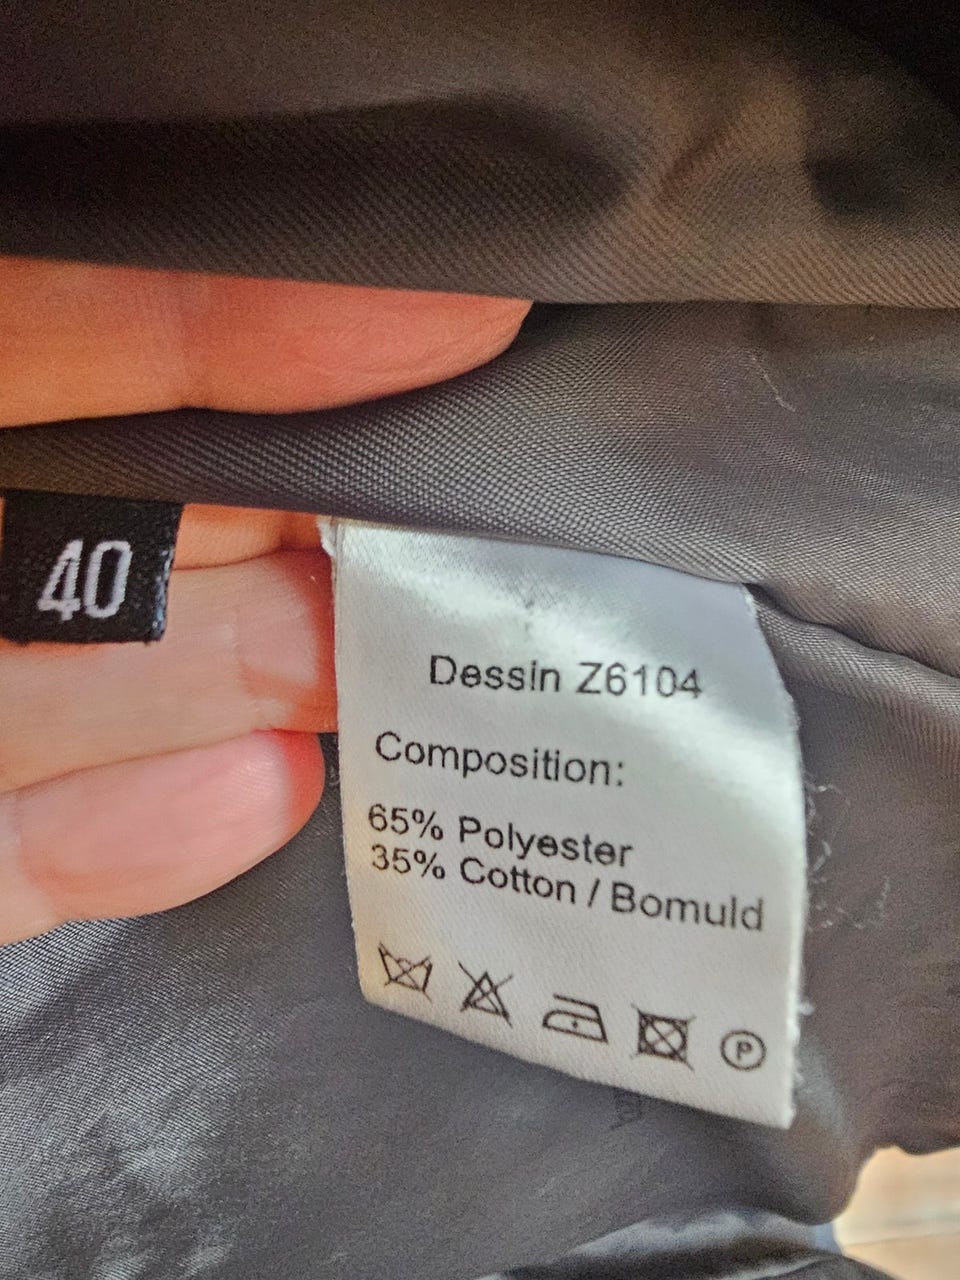 40
Dessin Z6104
Composition:
65% Polyester
35% Cotton / Bomuld
P